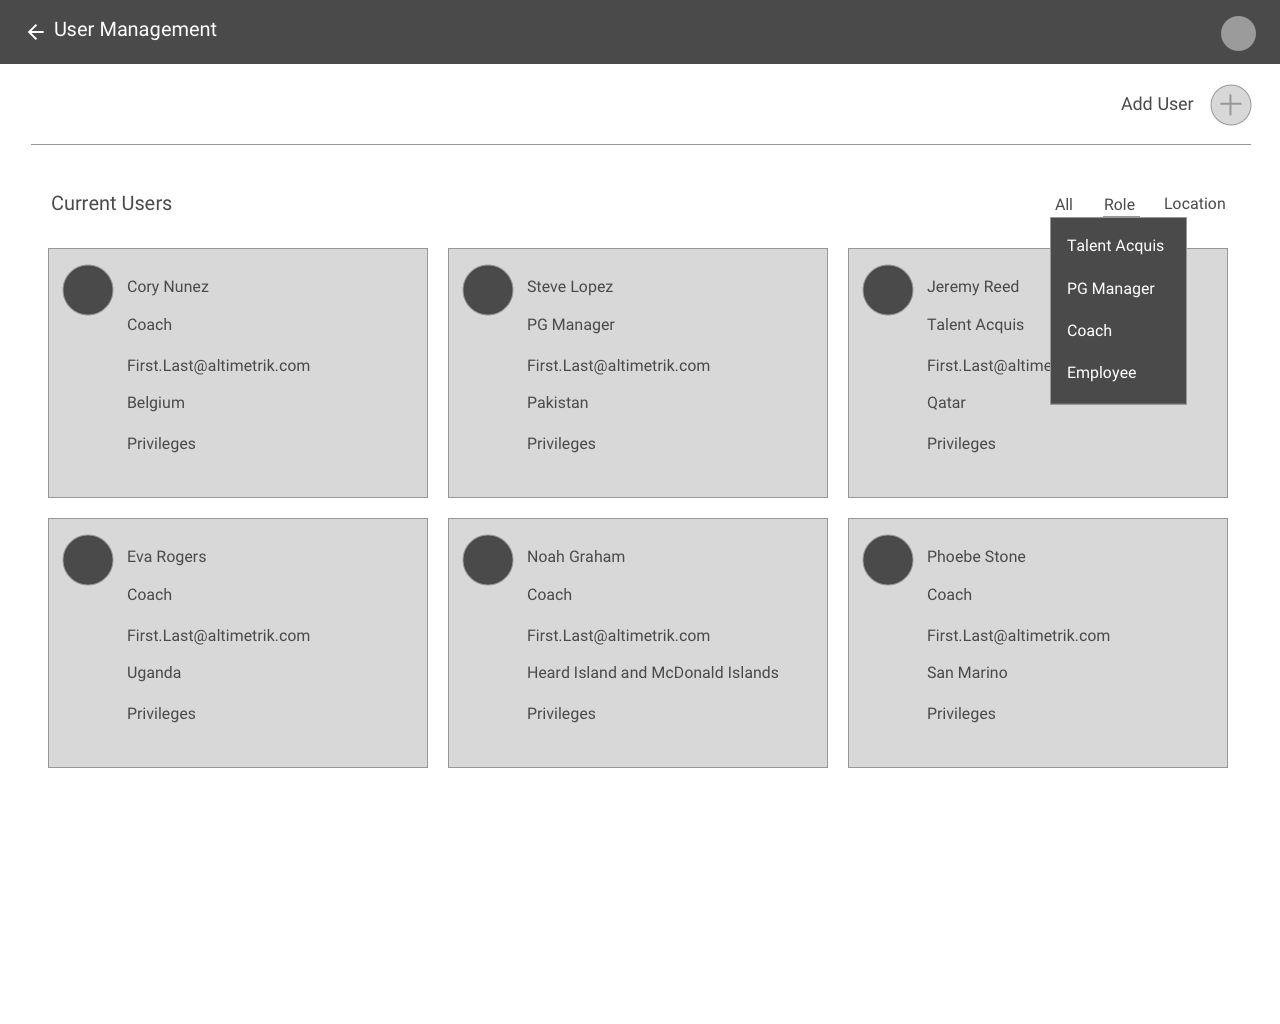 User Management
Add User
Current Users
All
Role
Location
Talent Acquis
PG Manager
Coach
Employee
Cory Nunez
Coach
First.Last@altimetrik.com
Belgium
Privileges
Steve Lopez
PG Manager
First.Last@altimetrik.com
Pakistan
Privileges
Jeremy Reed
Talent Acquis
First.Last@altime
Qatar
Privileges
Eva Rogers
Coach
First.Last@altimetrik.com
Uganda
Privileges
Noah Graham
Coach
First.Last@altimetrik.com
Heard Island and McDonald Islands
Privileges
Phoebe Stone
Coach
First.Last@altimetrik.com
San Marino
Privileges